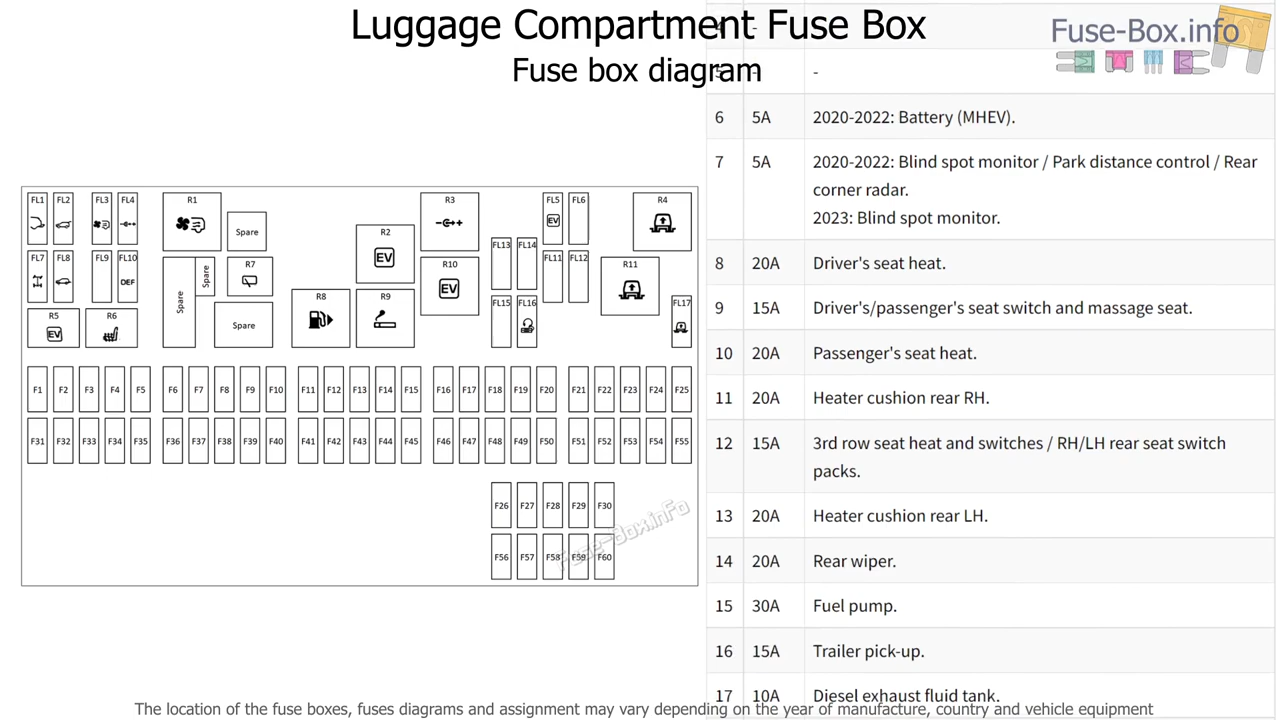 Luggage Compartment Fuse Box
Fuse box diagram
Fuse-Box.info
FL1 FL2 FL3 FL4 R1 R3 FL5 FL6 R4
Spare R2 EV EV
FL13 FL14
FL7 FL8 FL9 FL10 Spare Spare R7 R10 FL11 FL12 R11
DEF EV
R8 R9 FL15 FL16 FL17
R5 R6 Spare
EV
F1 F2 F3 F4 F5 F6 F7 F8 F9 F10 F11 F12 F13 F14 F15 F16 F17 F18 F19 F20 F21 F22 F23 F24 F25
F31 F32 F33 F34 F35 F36 F37 F38 F39 F40 F41 F42 F43 F44 F45 F46 F47 F48 F49 F50 F51 F52 F53 F54 F55
F26 F27 F28 F29 F30
F56 F57 F58 F59 F60
Fuse-Box.info
4 - -
5 - -
6 5A 2020-2022: Battery (MHEV).
7 5A 2020-2022: Blind spot monitor / Park distance control / Rear
corner radar.
2023: Blind spot monitor.
8 20A Driver's seat heat.
9 15A Driver's/passenger's seat switch and massage seat.
10 20A Passenger's seat heat.
11 20A Heater cushion rear RH.
12 15A 3rd row seat heat and switches / RH/LH rear seat switch
packs.
13 20A Heater cushion rear LH.
14 20A Rear wiper.
15 30A Fuel pump.
16 15A Trailer pick-up.
17 10A Diesel exhaust fluid tank.
The location of the fuse boxes, fuses diagrams and assignment may vary depending on the year of manufacture, country and vehicle equipment